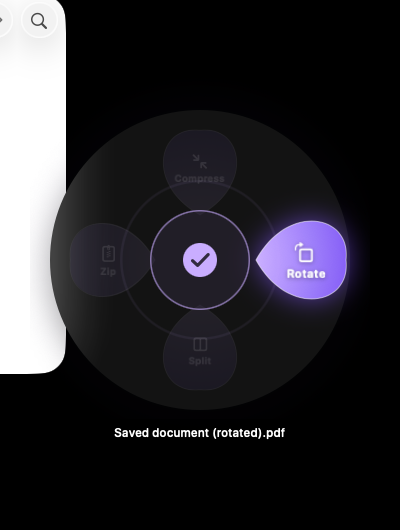 Compress
Zip
Rotate
Split
Saved document (rotated).pdf